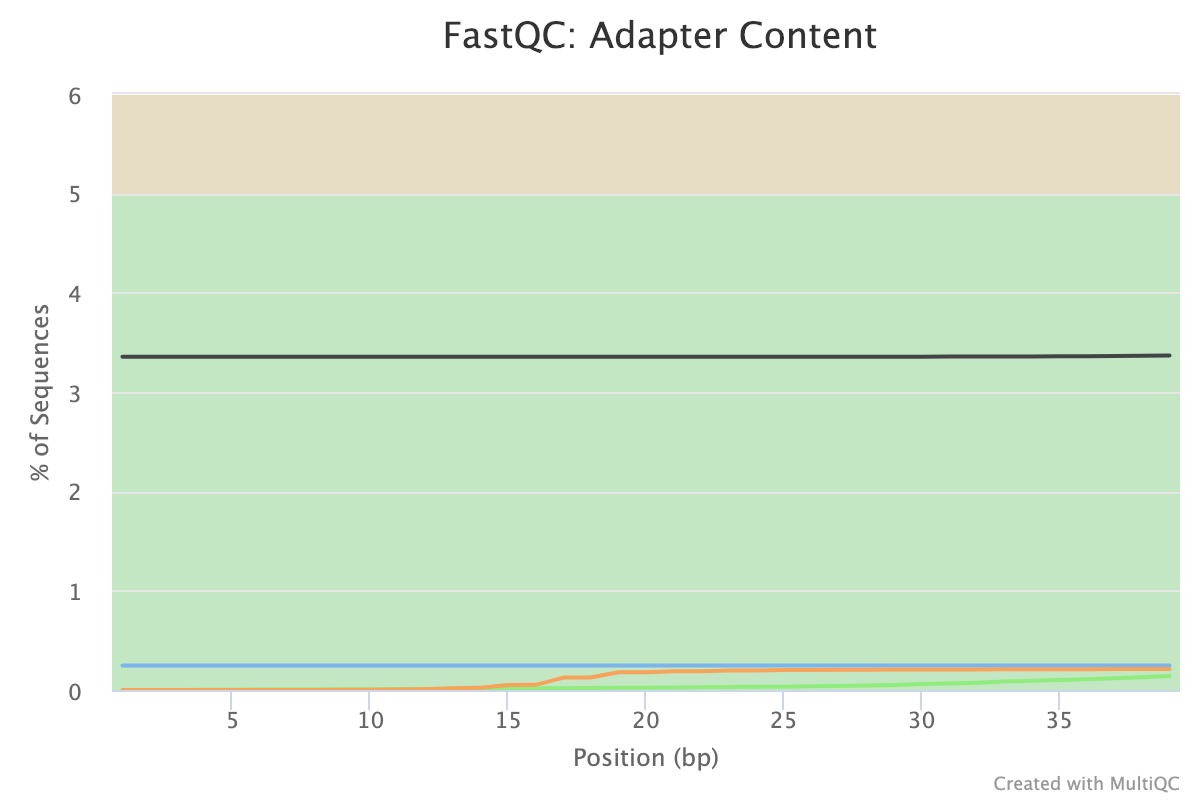 FastQC: Adapter Content
6
5
4
3
2
1
0
% of Sequences
5 10 15 20 25 30 35
Position (bp)
Created with MultiQC